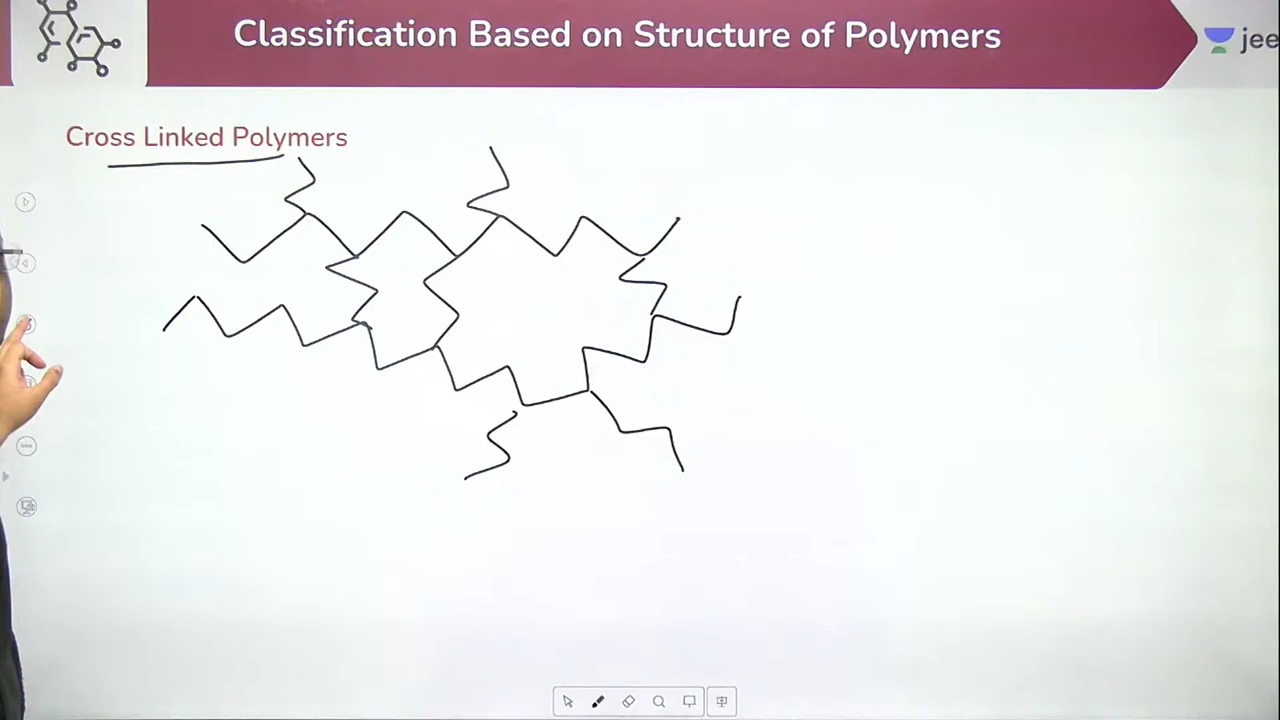 Classification Based on Structure of Polymers
jee
Cross Linked Polymers